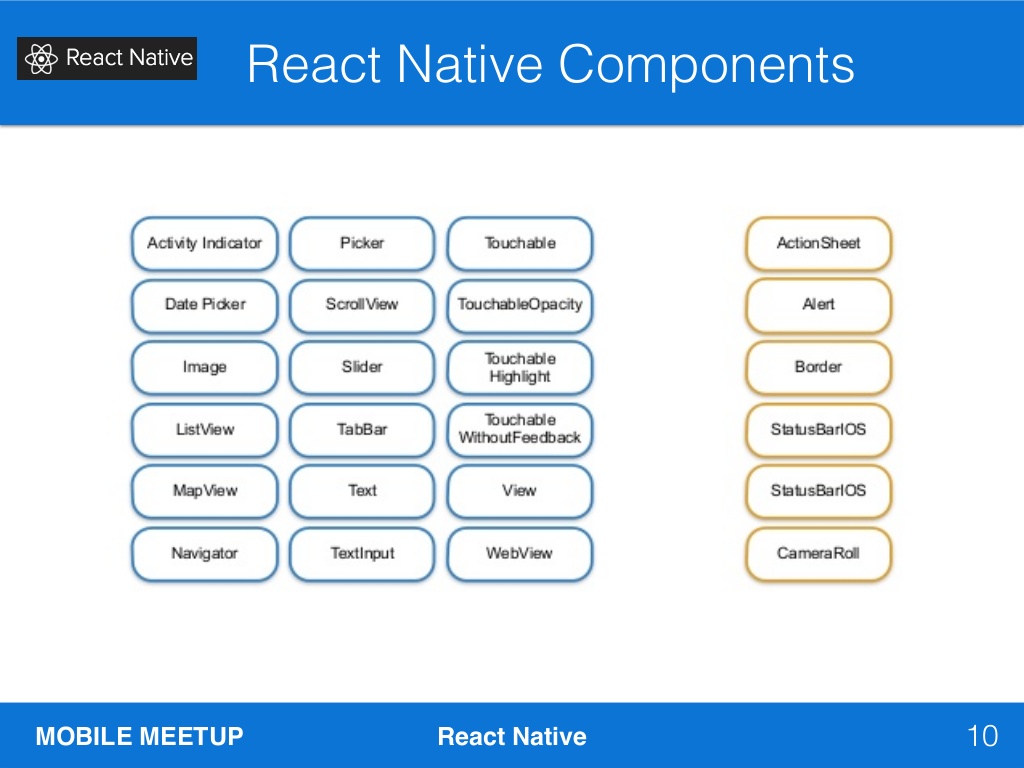 React Native
React Native Components
Activity Indicator
Picker
Touchable
ActionSheet
Date Picker
ScrollView
TouchableOpacity
Alert
Image
Slider
Touchable
Highlight
Border
ListView
TabBar
Touchable
WithoutFeedback
StatusBarIOS
MapView
Text
View
StatusBarIOS
Navigator
TextInput
WebView
CameraRoll
MOBILE MEETUP
React Native
10